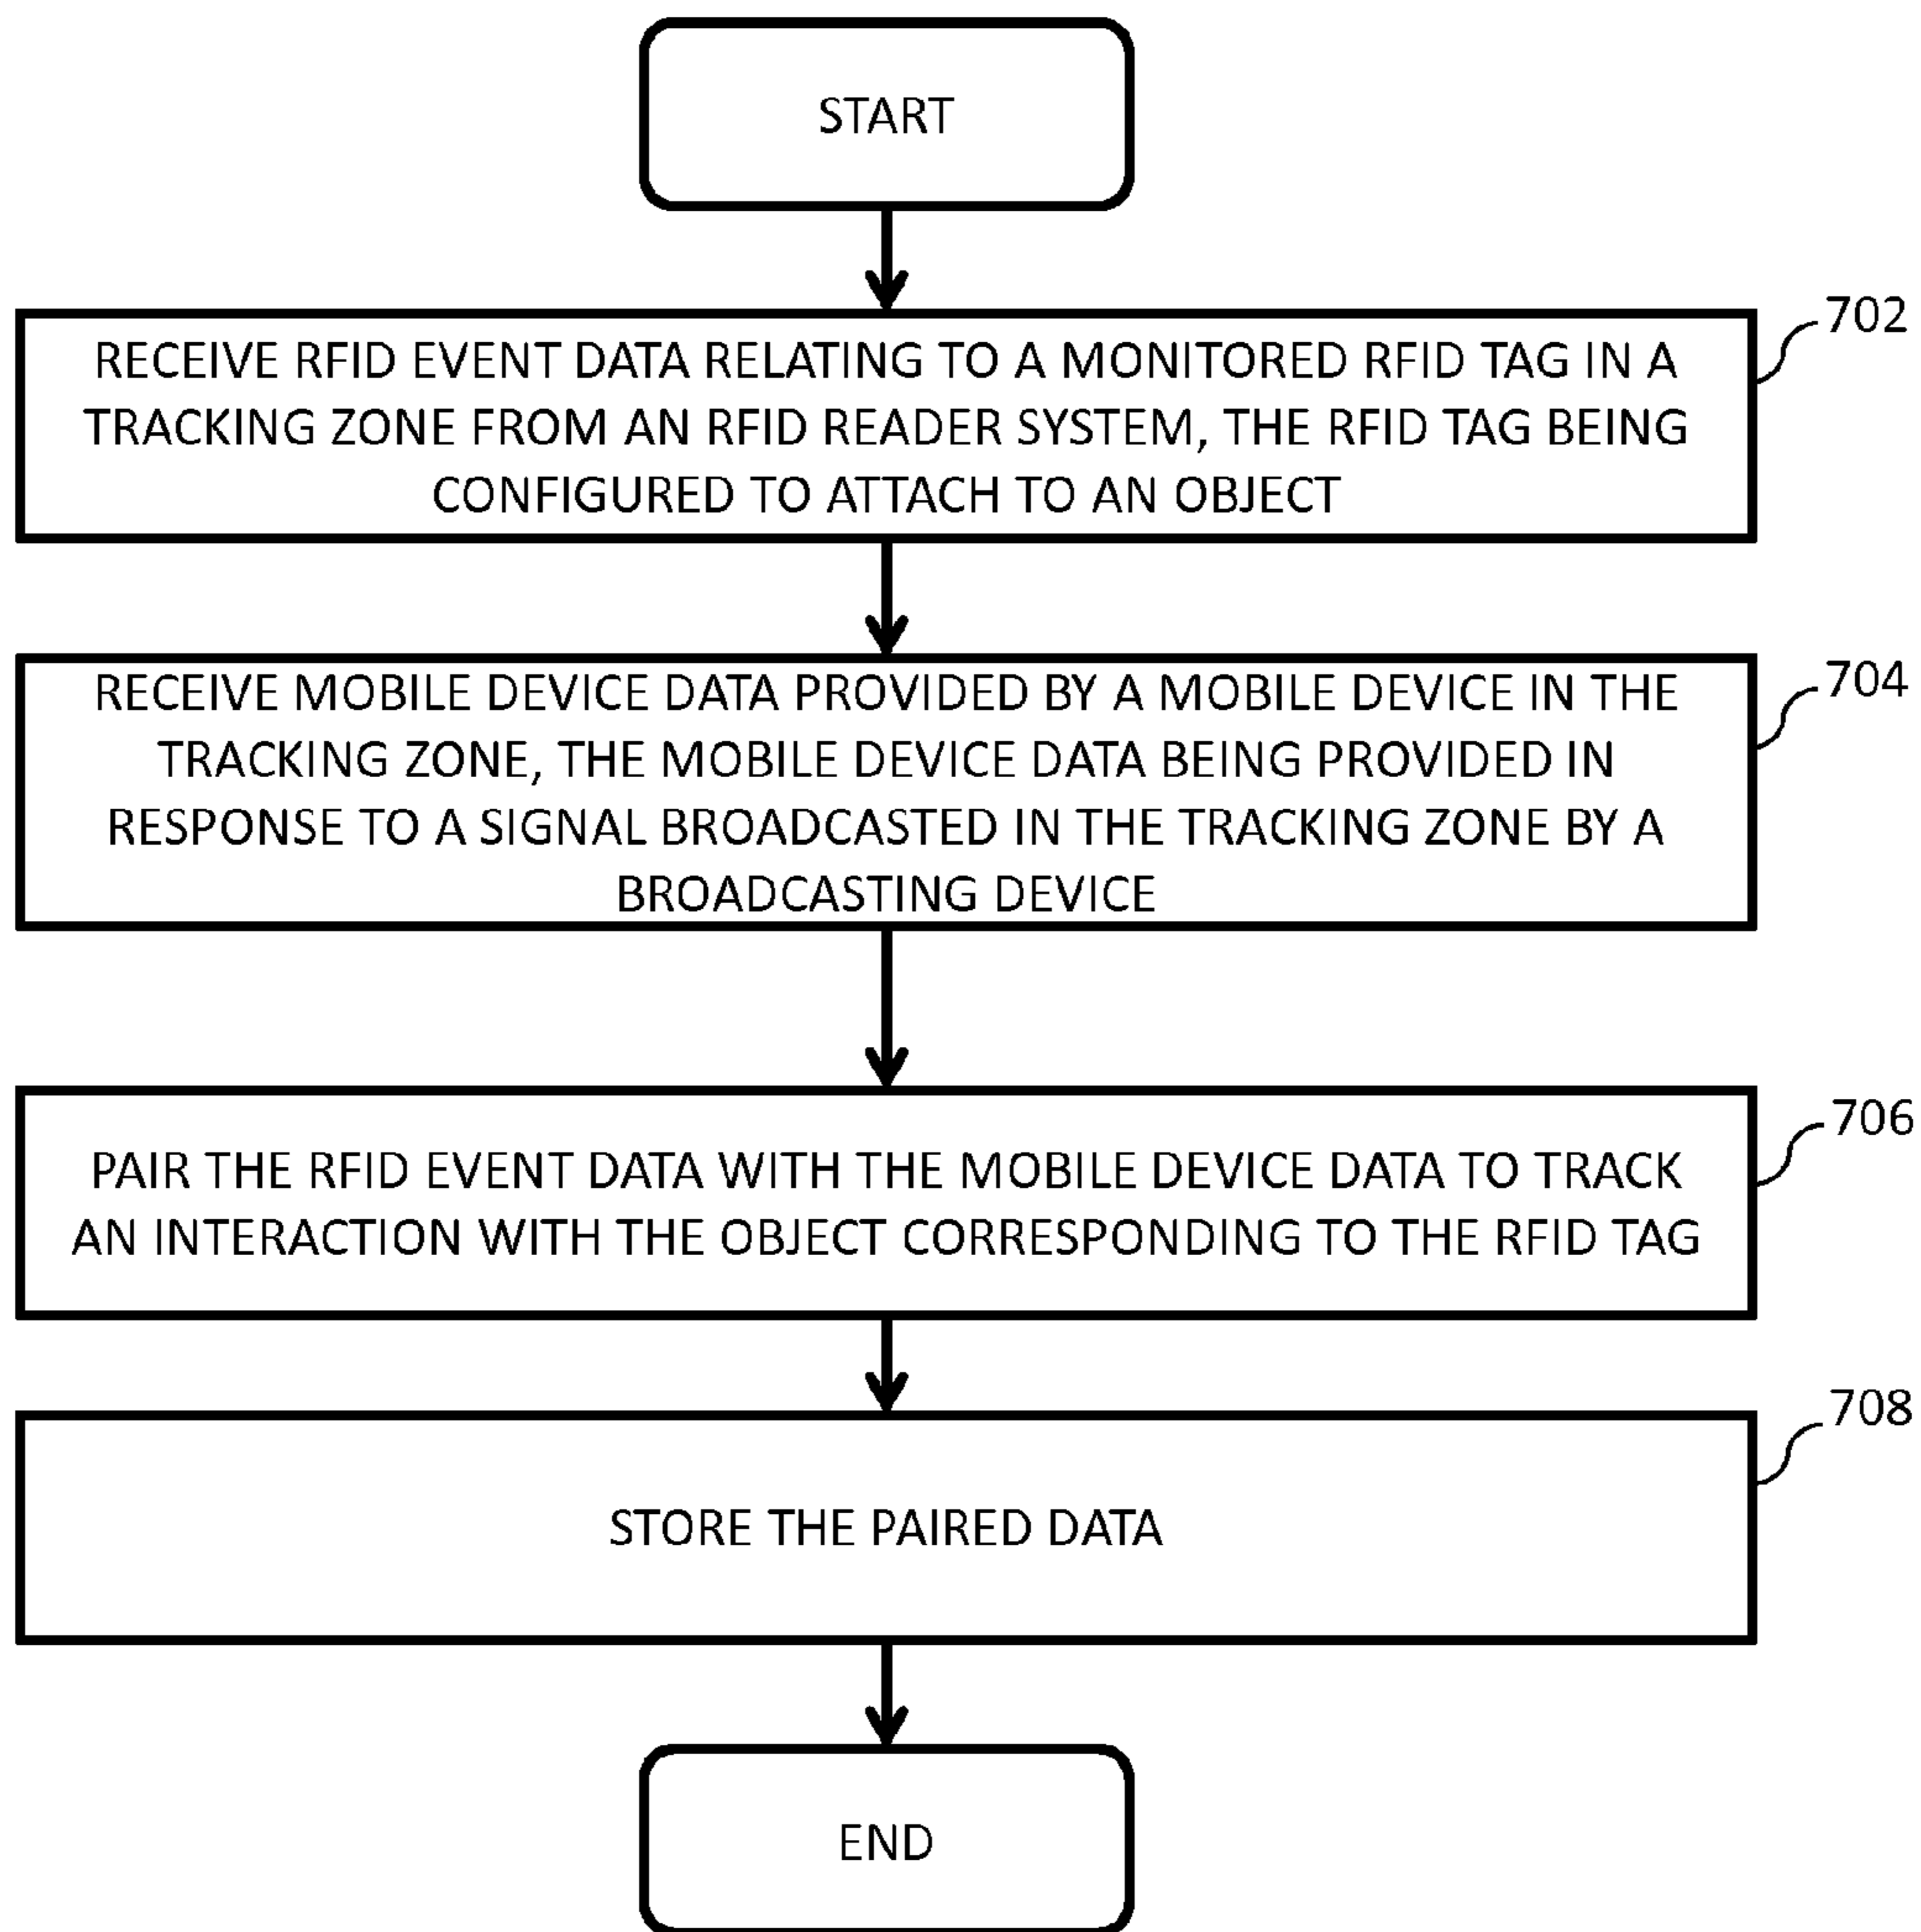 START
702
RECEIVE RFID EVENT DATA RELATING TO A MONITORED RFID TAG IN A
TRACKING ZONE FROM AN RFID READER SYSTEM, THE RFID TAG BEING
CONFIGURED TO ATTACH TO AN OBJECT
704
RECEIVE MOBILE DEVICE DATA PROVIDED BY A MOBILE DEVICE IN THE
TRACKING ZONE, THE MOBILE DEVICE DATA BEING PROVIDED IN
RESPONSE TO A SIGNAL BROADCASTED IN THE TRACKING ZONE BY A
BROADCASTING DEVICE
706
PAIR THE RFID EVENT DATA WITH THE MOBILE DEVICE DATA TO TRACK
AN INTERACTION WITH THE OBJECT CORRESPONDING TO THE RFID TAG
708
STORE THE PAIRED DATA
END